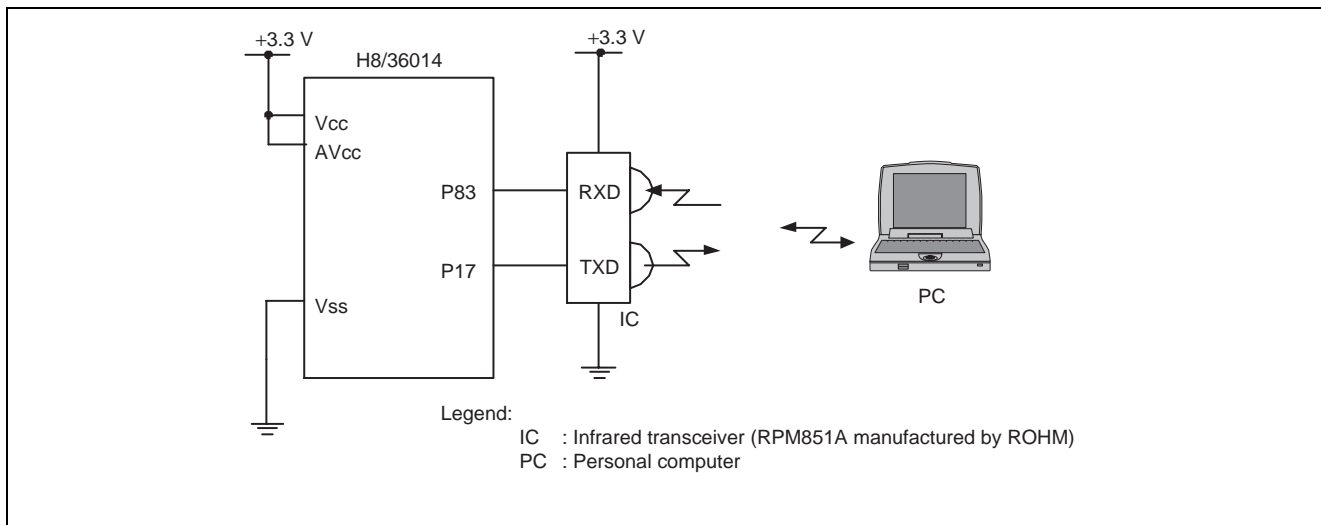 +3.3 V
+3.3 V
H8/36014
Vcc
AVcc
P83
RXD
P17
TXD
Vss
IC
PC
Legend:
IC : Infrared transceiver (RPM851A manufactured by ROHM)
PC : Personal computer